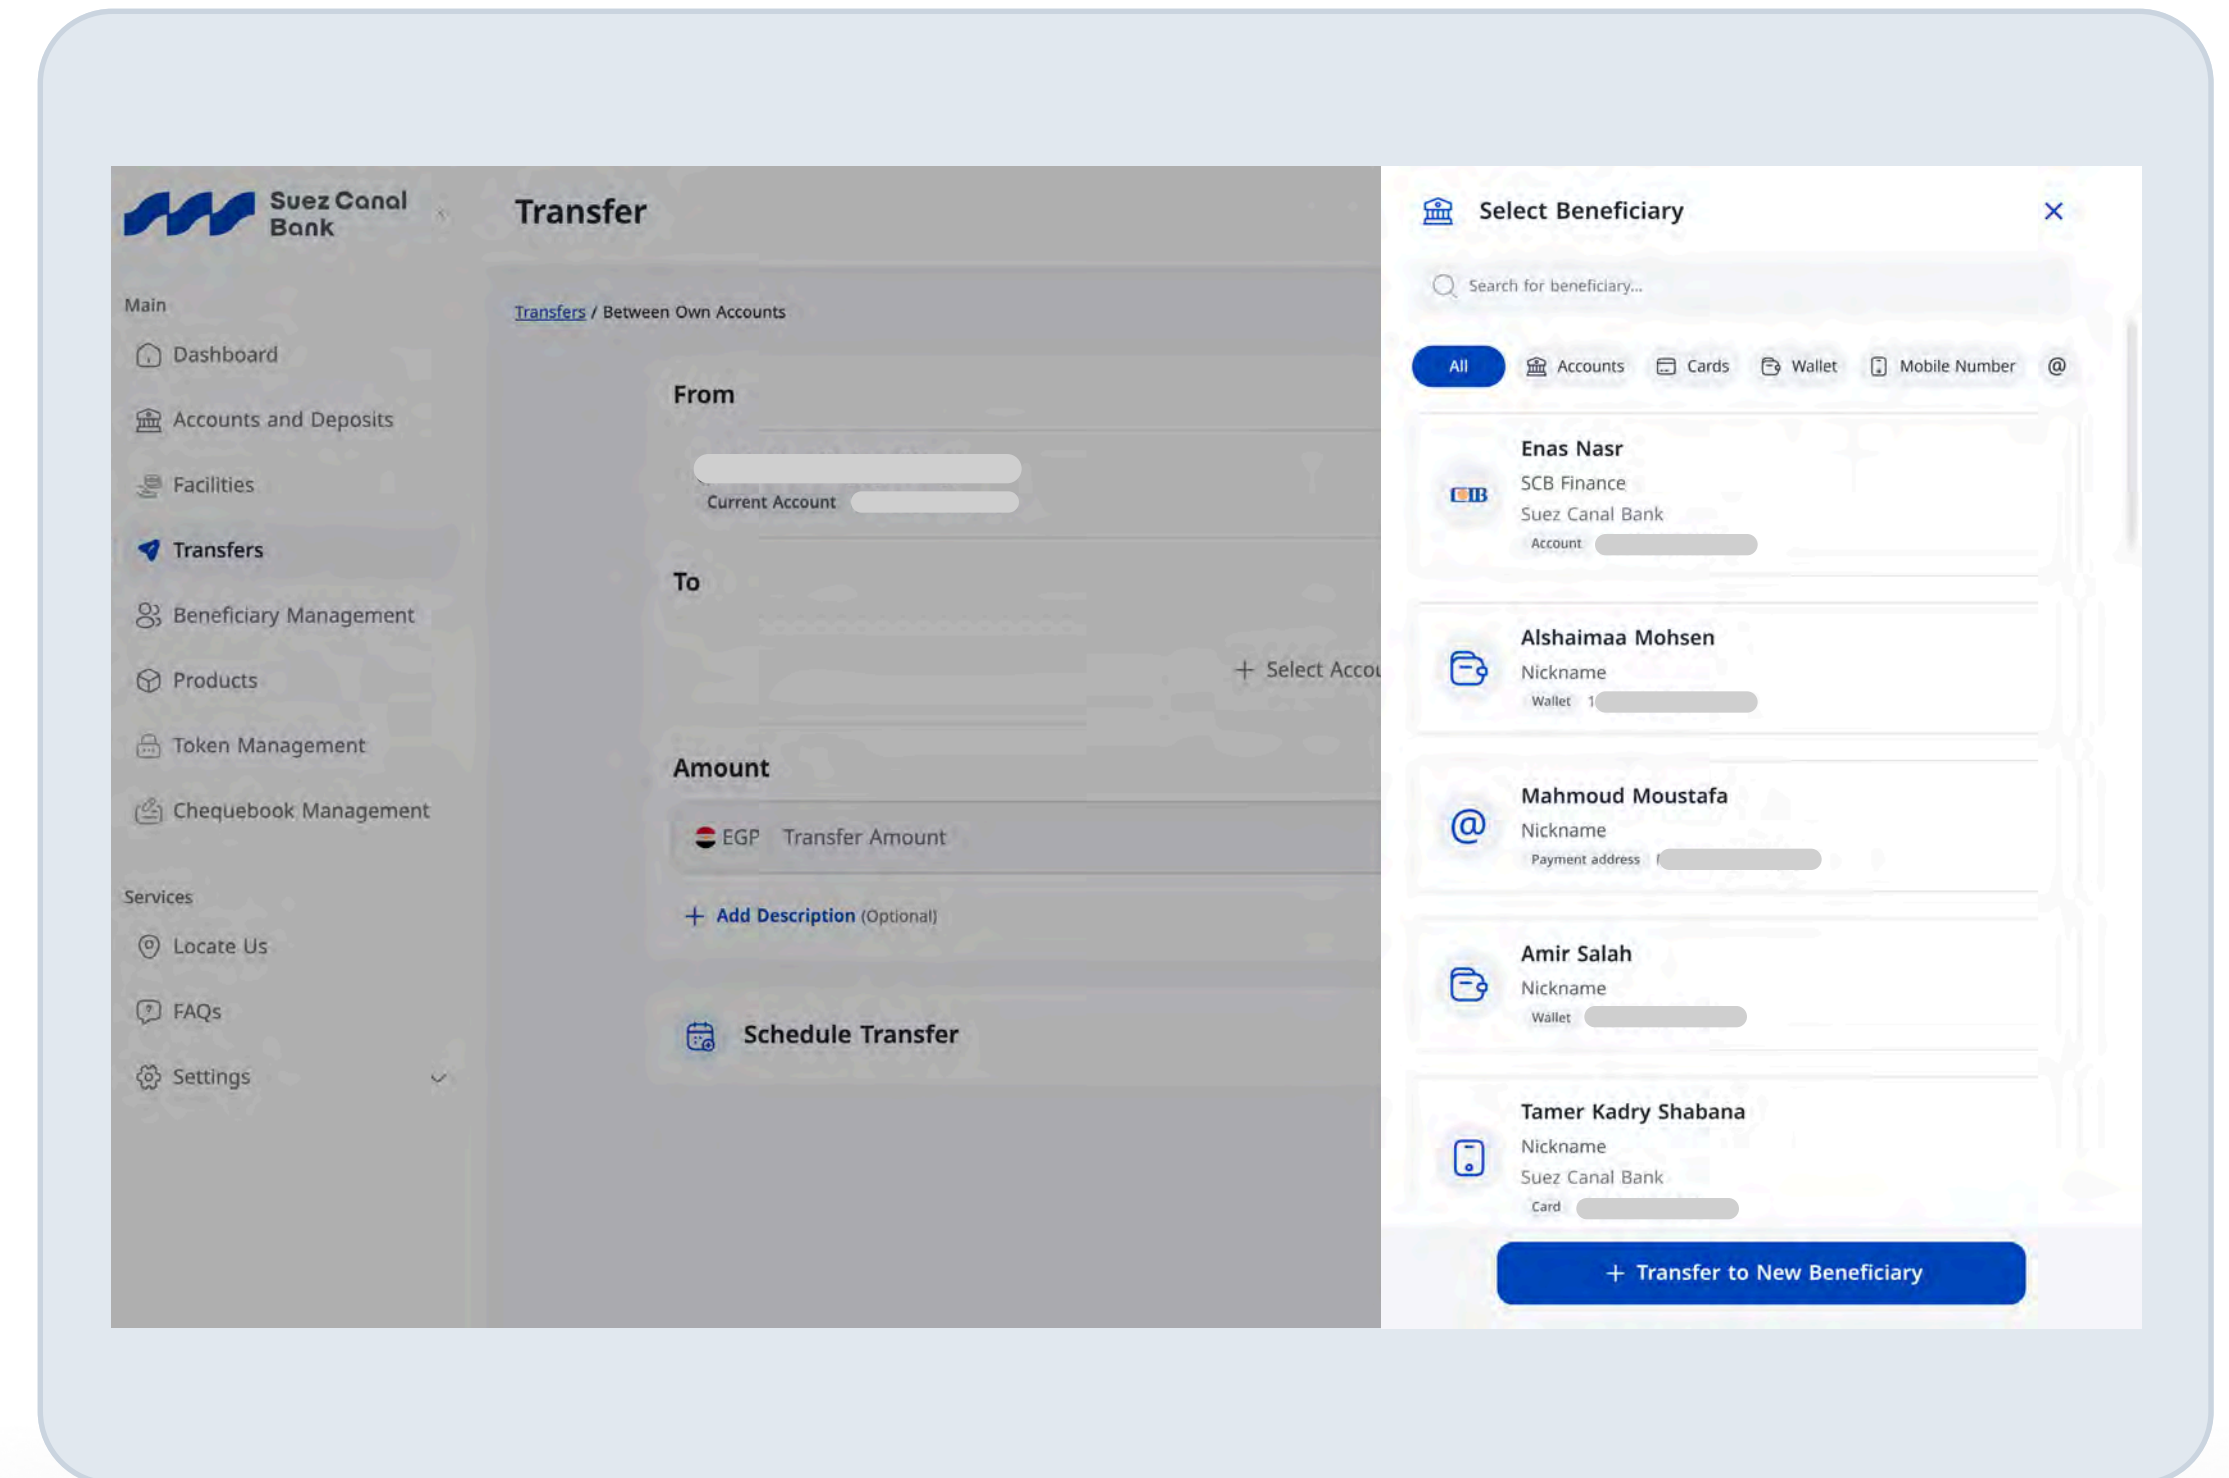 Suez Canal
Bank
Main
Dashboard
Accounts and Deposits
Facilities
Transfers
Beneficiary Management
Products
Token Management
Chequebook Management
Services
Locate Us
FAQs
Settings
Transfer
Transfers / Between Own Accounts
From
Current Account
To
+ Select Accou
Amount
EGP Transfer Amount
+ Add Description (Optional)
Schedule Transfer
Select Beneficiary
Search for beneficiary...
All Accounts Cards Wallet Mobile Number @
Enas Nasr
CIB
SCB Finance
Suez Canal Bank
Account
Alshaimaa Mohsen
Nickname
Wallet 1
Mahmoud Moustafa
@
Nickname
Payment address
Amir Salah
Nickname
Wallet
Tamer Kadry Shabana
Nickname
Suez Canal Bank
Card
+ Transfer to New Beneficiary